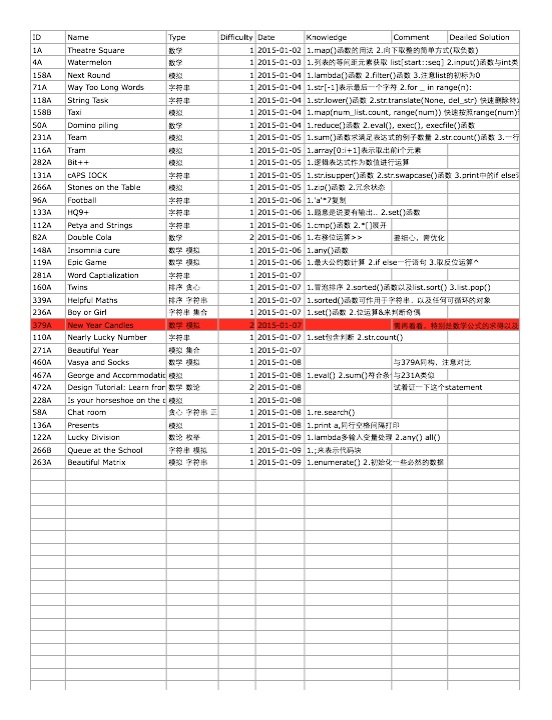 ID Name Type Difficulty Date Knowledge Comment Deailed Solution
1A Theatre Square 数学 1 2015-01-02 1.map()函数的用法 2.向下取整的简单方式(取负数)
4A Watermelon 数学 1 2015-01-03 1.列表的等间距元素获取 list[start::seq] 2.input()函数与int类
158A Next Round 模拟 1 2015-01-04 1.lambda()函数 2.filter()函数 3.注意list的初标为0
71A Way Too Long Words 字符串 1 2015-01-04 1.str[-1]表示最后一个字符 2.for _ in range(n):
118A String Task 字符串 1 2015-01-04 1.str.lower()函数 2.str.translate(None, del_str) 快速删除特
158B Taxi 模拟 1 2015-01-04 1.map(num_list.count, range(num)) 快速按照range(num)
50A Domino piling 数学 1 2015-01-04 1.reduce()函数 2.eval(), exec(), execfile()函数
231A Team 模拟 1 2015-01-05 1.sum()函数求满足表达式的例子数量 2.str.count()函数 3.一行
116A Tram 模拟 1 2015-01-05 1.array[0:i+1]表示取出前i个元素
282A Bit++ 模拟 1 2015-01-05 1.逻辑表达式作为数值进行运算
131A cAPS lOCK 字符串 1 2015-01-05 1.str.isupper()函数 2.str.swapcase()函数 3.print中的if else语
266A Stones on the Table 模拟 1 2015-01-05 1.zip()函数 2.冗余状态
96A Football 字符串 1 2015-01-06 1.'a'*7复制
133A HQ9+ 字符串 1 2015-01-06 1.题意是说要有输出.. 2.set()函数
112A Petya and Strings 字符串 1 2015-01-06 1.cmp()函数 2.*[]展开
82A Double Cola 数学 2 2015-01-06 1.右移位运算>> 要细心，需优化
148A Insomnia cure 数学 模拟 1 2015-01-06 1.any()函数
119A Epic Game 数学 模拟 1 2015-01-06 1.最大公约数计算 2.if else一行语句 3.取反位运算^
281A Word Captialization 字符串 1 2015-01-07
160A Twins 排序 贪心 1 2015-01-07 1.冒泡排序 2.sorted()函数以及list.sort() 3.list.pop()
339A Helpful Maths 排序 字符串 1 2015-01-07 1.sorted()函数可作用于字符串，以及任何可循环的对象
236A Boy or Girl 字符串 集合 1 2015-01-07 1.set()函数 2.位运算&来判断奇偶
379A New Year Candles 数学 模拟 2 2015-01-07 需再看看，特别是数学公式的求得以及
110A Nearly Lucky Number 字符串 1 2015-01-07 1.set包含判断 2.str.count()
271A Beautiful Year 模拟 集合 1 2015-01-07
460A Vasya and Socks 数学 模拟 1 2015-01-08 与379A同构，注意对比
467A George and Accommodatic 模拟 1 2015-01-08 1.eval() 2.sum()符合条 与231A类似
472A Design Tutorial: Learn fron 数学 数论 2 2015-01-08 试着证一下这个statement
228A Is your horseshoe on the c 模拟 1 2015-01-08
58A Chat room 贪心 字符串 正 1 2015-01-08 1.re.search()
136A Presents 模拟 1 2015-01-08 1.print a,同行空格间隔打印
122A Lucky Division 数论 枚举 1 2015-01-09 1.lambda多输入变量处理 2.any() all()
266B Queue at the School 字符串 模拟 1 2015-01-09 1.;来表示代码块
263A Beautiful Matrix 模拟 字符串 1 2015-01-09 1.enumerate() 2.初始化一些必然的数据